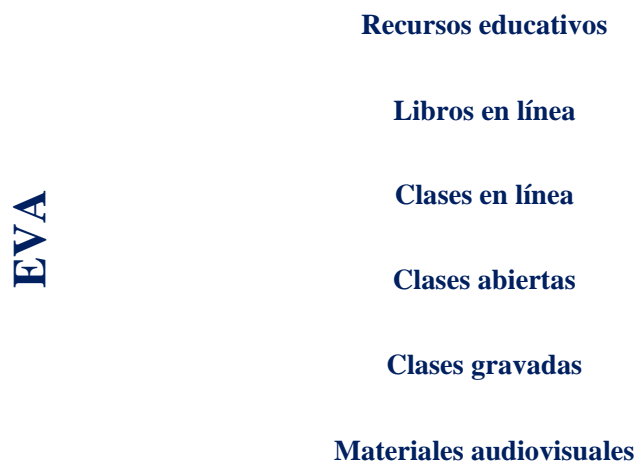 EVA
Recursos educativos
Libros en línea
Clases en línea
Clases abiertas
Clases gravadas
Materiales audiovisuales